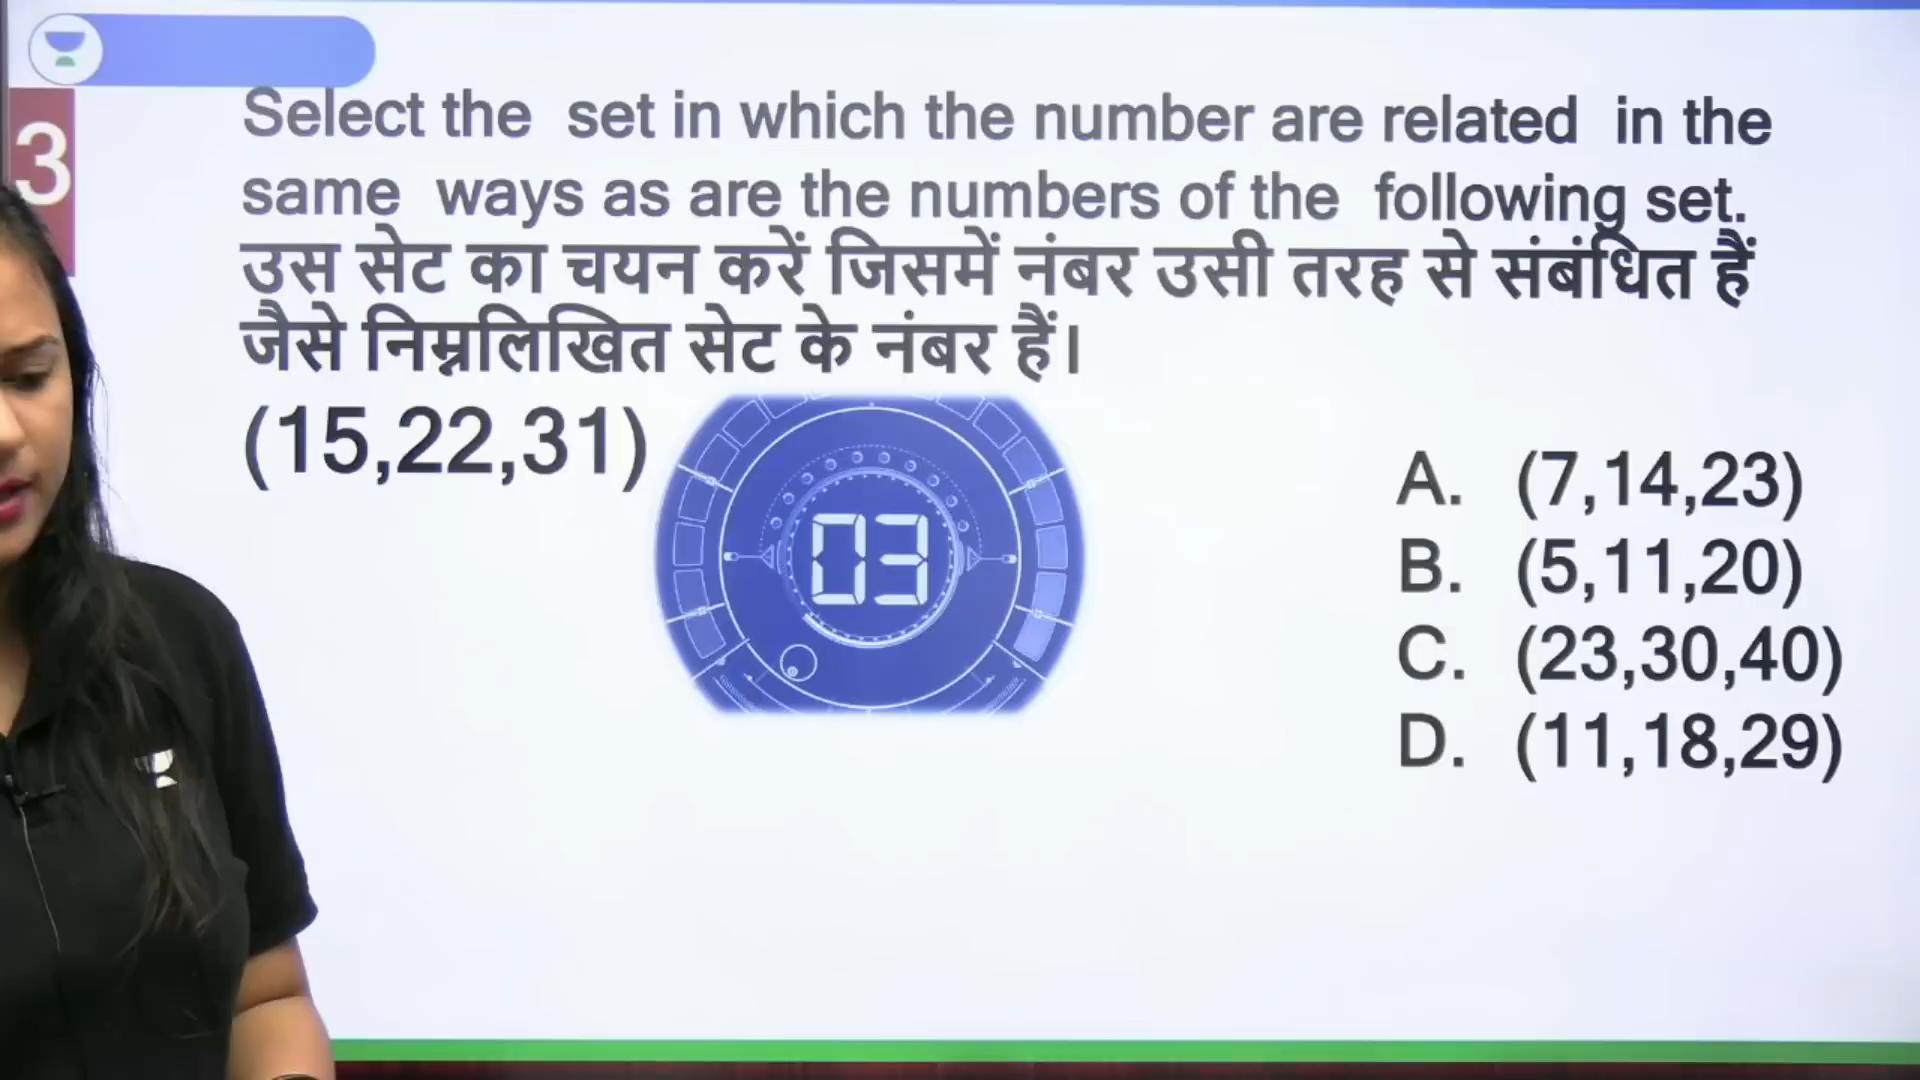 3
Select the set in which the number are related in the
same ways as are the numbers of the following set.
उस सेट का चयन करें जिसमें नंबर उसी तरह से संबंधित हैं
जैसे निम्नलिखित सेट के नंबर हैं।
(15,22,31)
03
A. (7,14,23)
B. (5,11,20)
C. (23,30,40)
D. (11,18,29)